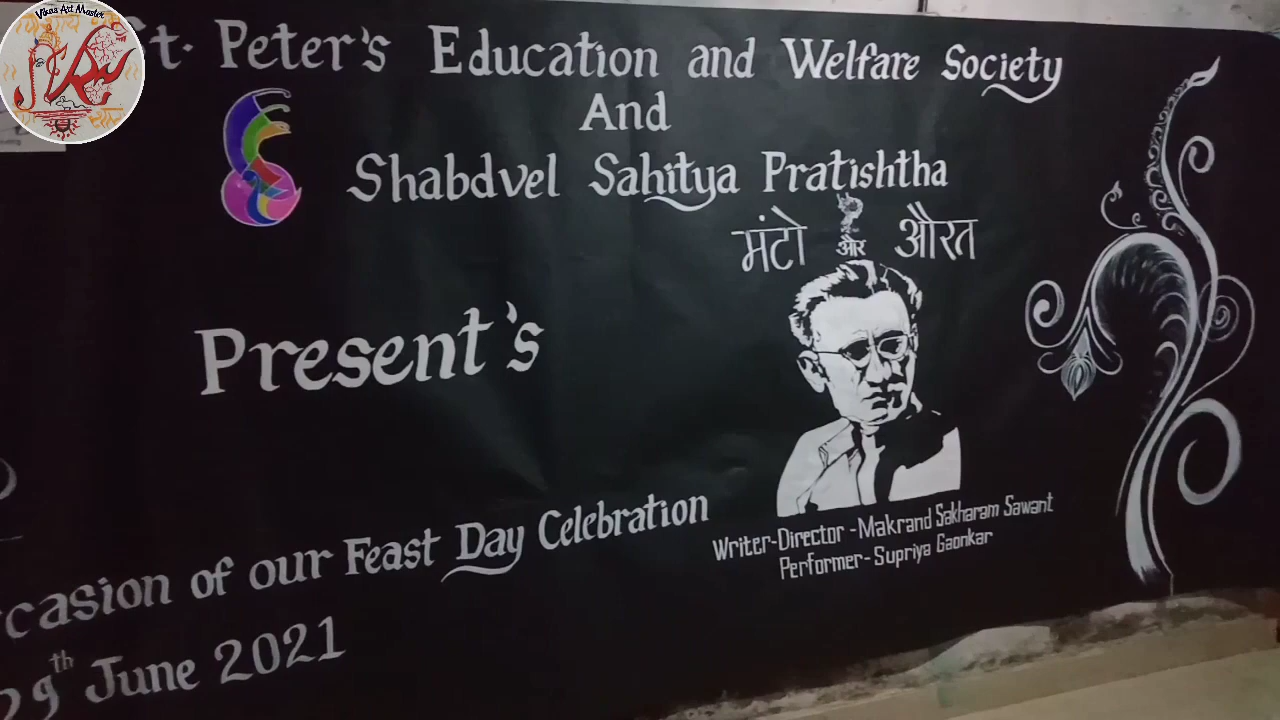 Vikas Art Master
St. Peter's Education and Welfare Society
And
Shabdvel Sahitya Pratishtha
मंटो और औरत
Present's
Occasion of our Feast Day Celebration
29th June 2021
Writer-Director -Makrand Sakharam Sawant
Performer- Supriya Gaonkar